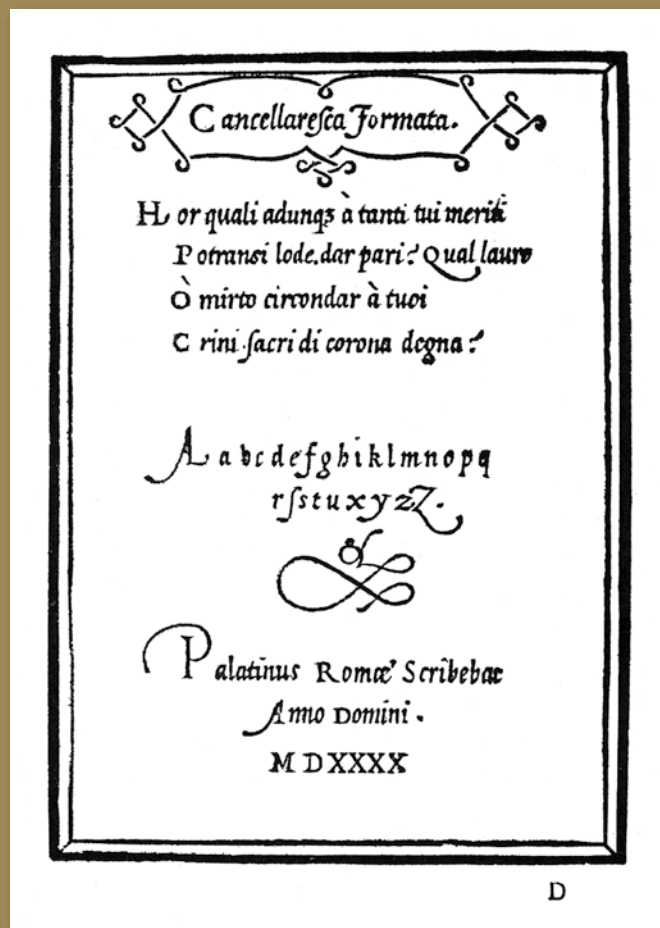 Cancellareſca Formata.
Hor quali adunqꝫ à tanti tui meriti
Potranſi lode.dar pari? Qual lauro
Ò mirto circondar à tuoi
Crini ſacri di corona degna?
A a b c d e f g h i k l m n o p q
r ſ s t u x y z Z.
&
Palatinus Romæ Scribebat
Anno Domini.
MDXXXX
D